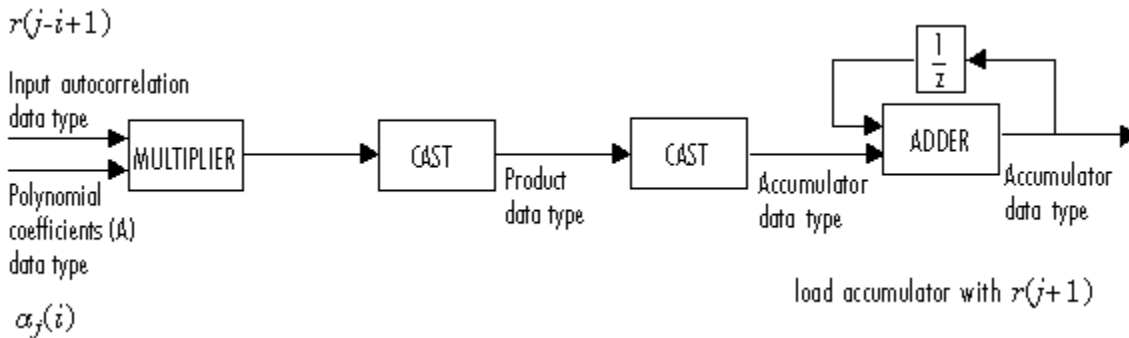 r(j-i+1)
Input autocorrelation
data type
MULTIPLIER
Polynomial
coefficients (A)
data type
α_j(i)
CAST
Product
data type
CAST
Accumulator
data type
1
z
ADDER
Accumulator
data type
load accumulator with r(j+1)